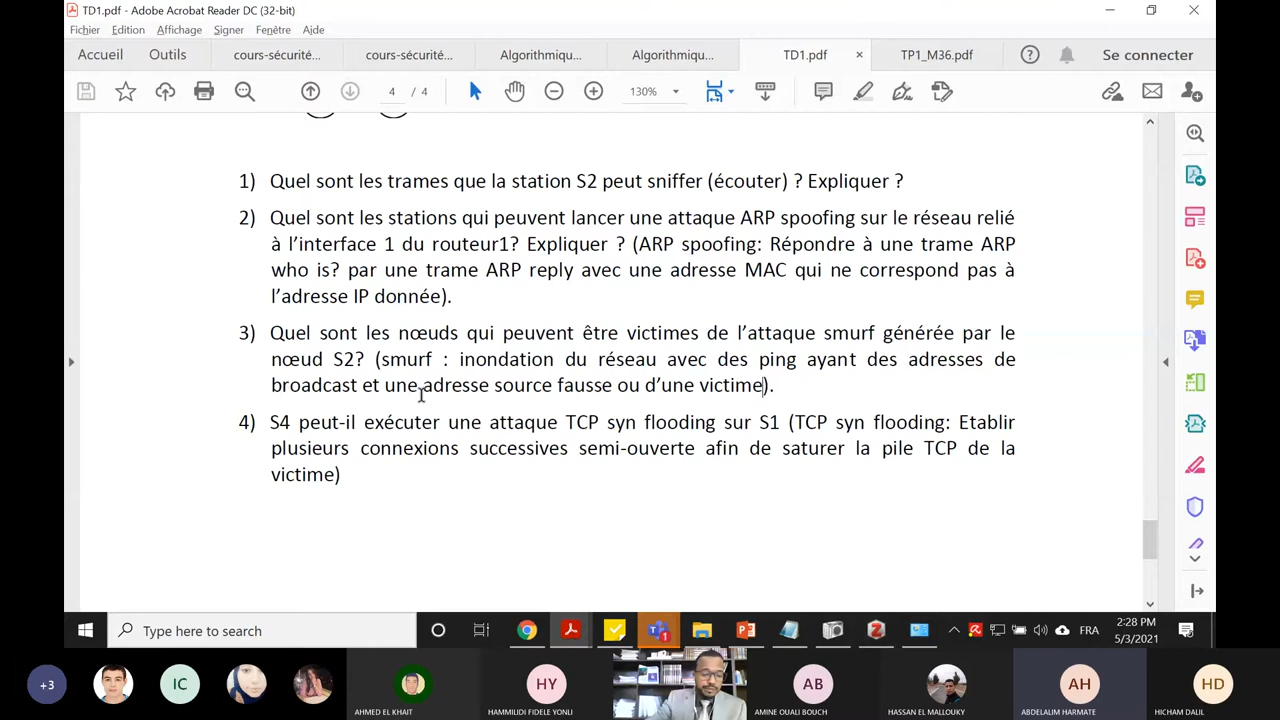 TD1.pdf - Adobe Acrobat Reader DC (32-bit)
Fichier Edition Affichage Signer Fenêtre Aide
Accueil Outils cours-sécurité... cours-sécurité... Algorithmiqu... Algorithmiqu... TD1.pdf × TP1_M36.pdf Se connecter
4 / 4 130%
1) Quel sont les trames que la station S2 peut sniffer (écouter) ? Expliquer ?
2) Quel sont les stations qui peuvent lancer une attaque ARP spoofing sur le réseau relié
à l’interface 1 du routeur1? Expliquer ? (ARP spoofing: Répondre à une trame ARP
who is? par une trame ARP reply avec une adresse MAC qui ne correspond pas à
l’adresse IP donnée).
3) Quel sont les nœuds qui peuvent être victimes de l’attaque smurf générée par le
nœud S2? (smurf : inondation du réseau avec des ping ayant des adresses de
broadcast et une adresse source fausse ou d’une victime).
4) S4 peut-il exécuter une attaque TCP syn flooding sur S1 (TCP syn flooding: Etablir
plusieurs connexions successives semi-ouverte afin de saturer la pile TCP de la
victime)
Type here to search
FRA
2:28 PM
5/3/2021
+3 IC HY AB AH HD
AHMED EL KHAIT HAMMILIDI FIDELE YONLI AMINE OUALI BOUCH HASSAN EL MALLOUKY ABDELALIM HARMATE HICHAM DALIL